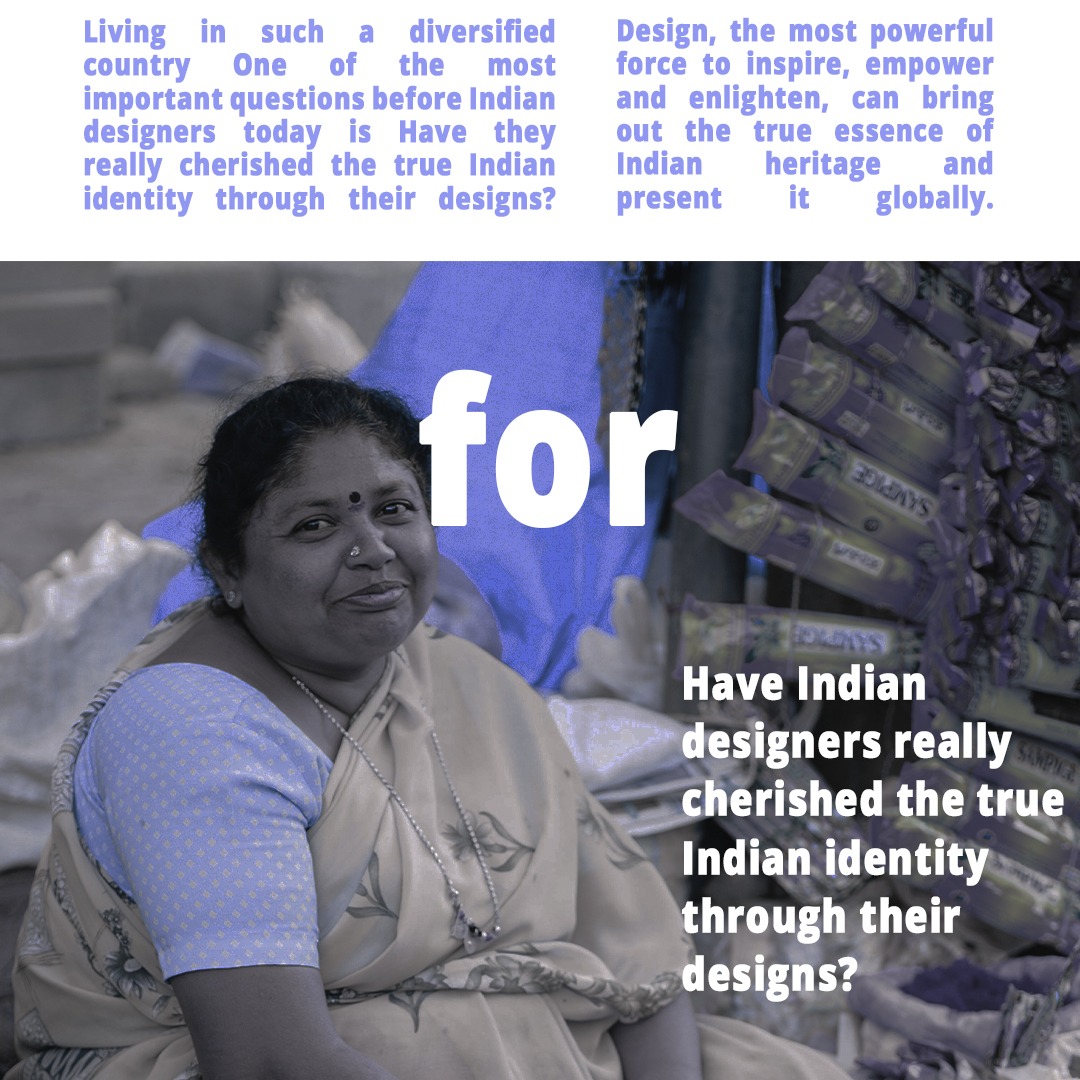 Living in such a diversified
country One of the most
important questions before Indian
designers today is Have they
really cherished the true Indian
identity through their designs?
Design, the most powerful
force to inspire, empower
and enlighten, can bring
out the true essence of
Indian heritage and
present it globally.
for
Have Indian
designers really
cherished the true
Indian identity
through their
designs?